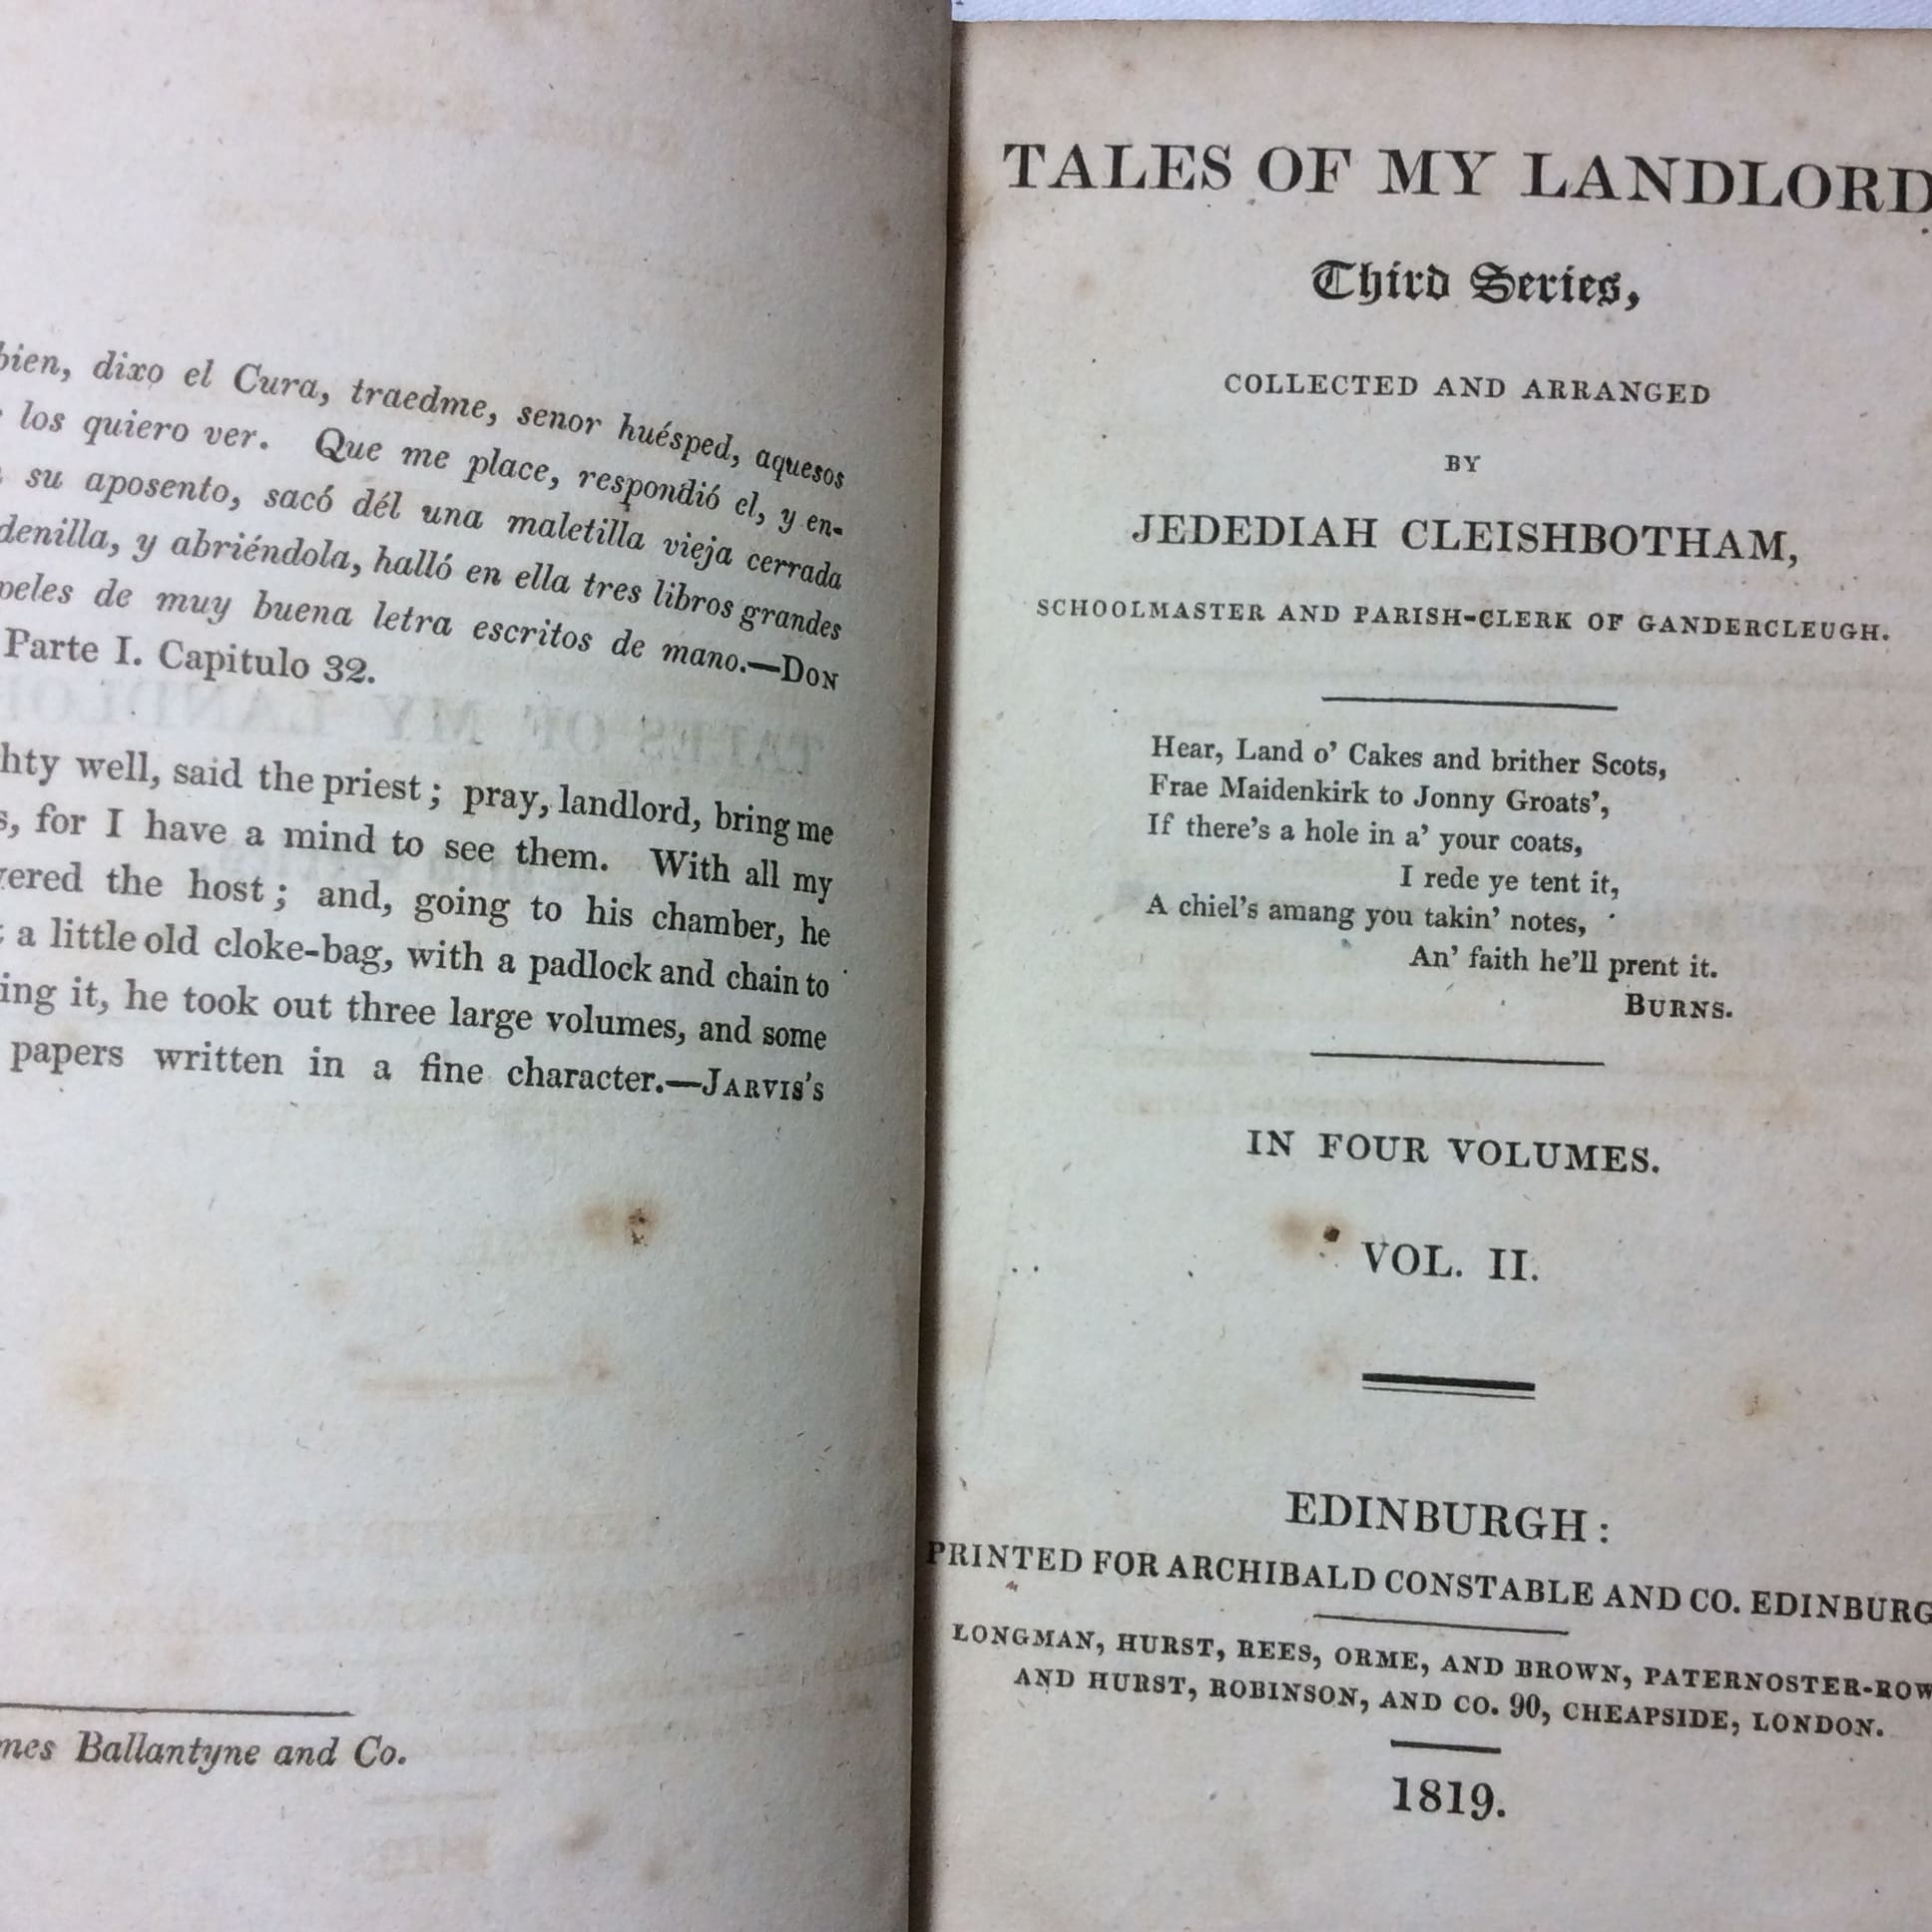 bien, dixo el Cura, traedme, senor huésped, aquesos
los quiero ver. Que me place, respondió el, y en-
su aposento, sacó dél una maletilla vieja cerrada
denilla, y abriéndola, halló en ella tres libros grandes
peles de muy buena letra escritos de mano.—DON
Parte I. Capitulo 32.
hty well, said the priest; pray, landlord, bring me
s, for I have a mind to see them. With all my
ered the host; and, going to his chamber, he
a little old cloke-bag, with a padlock and chain to
ing it, he took out three large volumes, and some
papers written in a fine character.—JARVIS'S
mes Ballantyne and Co.
TALES OF MY LANDLORD
Third Series,
COLLECTED AND ARRANGED
BY
JEDEDIAH CLEISHBOTHAM,
SCHOOLMASTER AND PARISH-CLERK OF GANDERCLEUGH.
Hear, Land o' Cakes and brither Scots,
Frae Maidenkirk to Jonny Groats',
If there's a hole in a' your coats,
I rede ye tent it,
A chiel's amang you takin' notes,
An' faith he'll prent it.
BURNS.
IN FOUR VOLUMES.
VOL. II.
EDINBURGH:
PRINTED FOR ARCHIBALD CONSTABLE AND CO. EDINBURG
LONGMAN, HURST, REES, ORME, AND BROWN, PATERNOSTER-ROW
AND HURST, ROBINSON, AND CO. 90, CHEAPSIDE, LONDON.
1819.